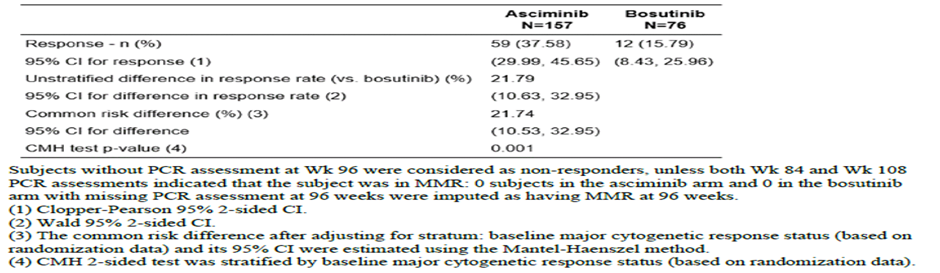 Asciminib Bosutinib
N=157 N=76
Response - n (%) 59 (37.58) 12 (15.79)
95% CI for response (1) (29.99, 45.65) (8.43, 25.96)
Unstratified difference in response rate (vs. bosutinib) (%) 21.79
95% CI for difference in response rate (2) (10.63, 32.95)
Common risk difference (%) (3) 21.74
95% CI for difference (10.53, 32.95)
CMH test p-value (4) 0.001
Subjects without PCR assessment at Wk 96 were considered as non-responders, unless both Wk 84 and Wk 108
PCR assessments indicated that the subject was in MMR: 0 subjects in the asciminib arm and 0 in the bosutinib
arm with missing PCR assessment at 96 weeks were imputed as having MMR at 96 weeks.
(1) Clopper-Pearson 95% 2-sided CI.
(2) Wald 95% 2-sided CI.
(3) The common risk difference after adjusting for stratum: baseline major cytogenetic response status (based on
randomization data) and its 95% CI were estimated using the Mantel-Haenszel method.
(4) CMH 2-sided test was stratified by baseline major cytogenetic response status (based on randomization data).